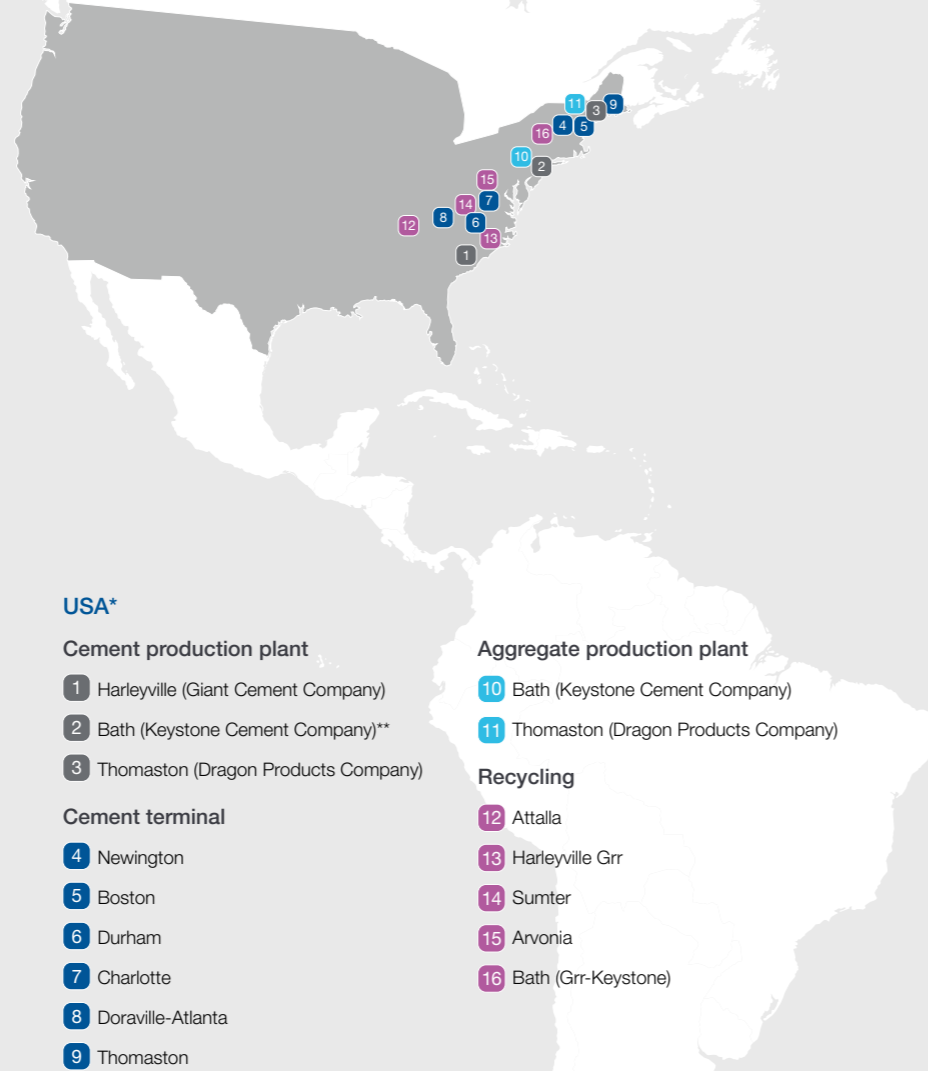 11
3
9
16
4
5
10
2
15
14
7
12
8
6
13
1
USA*
Cement production plant
1 Harleyville (Giant Cement Company)
2 Bath (Keystone Cement Company)**
3 Thomaston (Dragon Products Company)
Cement terminal
4 Newington
5 Boston
6 Durham
7 Charlotte
8 Doraville-Atlanta
9 Thomaston
Aggregate production plant
10 Bath (Keystone Cement Company)
11 Thomaston (Dragon Products Company)
Recycling
12 Attalla
13 Harleyville Grr
14 Sumter
15 Arvonia
16 Bath (Grr-Keystone)